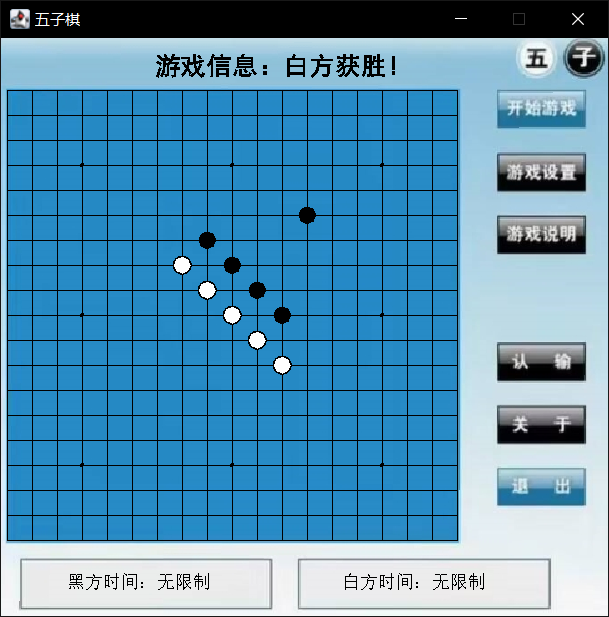 五子棋
游戏信息：白方获胜！
五 子
开始游戏
游戏设置
游戏说明
认 输
关 于
退 出
黑方时间：无限制
白方时间：无限制